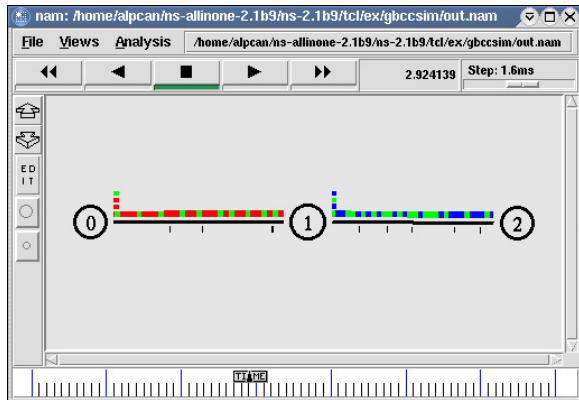 nam: /home/alpcan/ns-allinone-2.1b9/ns-2.1b9/tcl/ex/gbccsim/out.nam
File Views Analysis /home/alpcan/ns-allinone-2.1b9/ns-2.1b9/tcl/ex/gbccsim/out.nam
2.924139 Step: 1.6ms
ED
IT
0 1 2
TIME